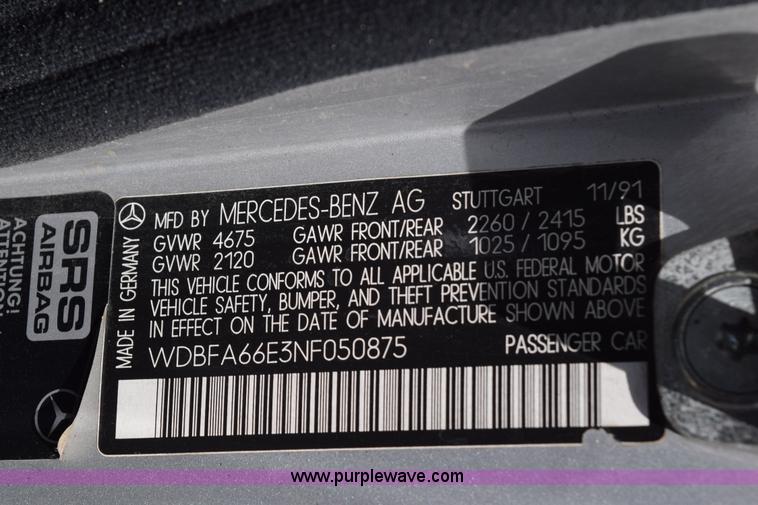 ACHTUNG!
SRS
AIRBAG
MADE IN GERMANY
MFD BY MERCEDES-BENZ AG STUTTGART 11/91
GVWR 4675 GAWR FRONT/REAR 2260/2415 LBS
GVWR 2120 GAWR FRONT/REAR 1025/1095 KG
THIS VEHICLE CONFORMS TO ALL APPLICABLE U.S. FEDERAL MOTOR
VEHICLE SAFETY, BUMPER, AND THEFT PREVENTION STANDARDS
IN EFFECT ON THE DATE OF MANUFACTURE SHOWN ABOVE
WDBFA66E3NF050875 PASSENGER CAR
www.purplewave.com